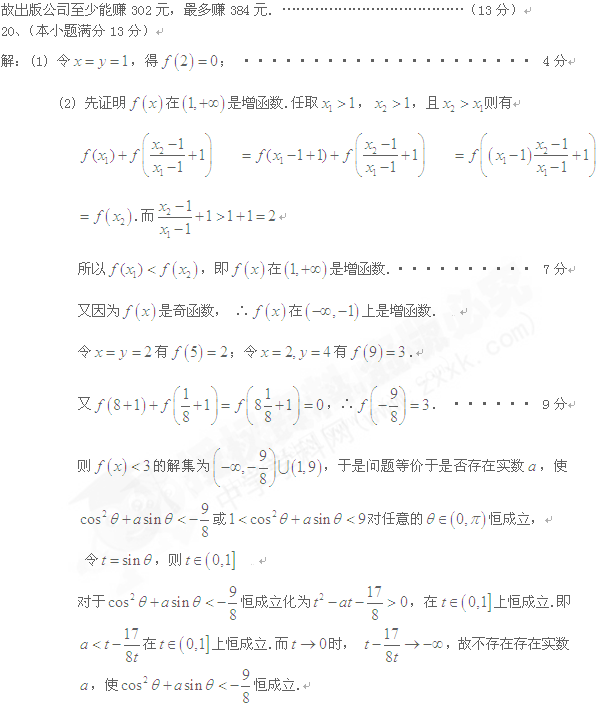 故出版公司至少能赚 302 元，最多赚 384 元. ……………………………（13 分）
20、（本小题满分 13 分）
解：(1) 令 x = y = 1，得 f(2) = 0； · · · · · · · · · · · · · · · · · · · · · · 4 分
(2) 先证明 f(x) 在 (1,+∞) 是增函数. 任取 x₁ > 1， x₂ > 1，且 x₂ > x₁ 则有
f(x₁) + f((x₂−1)/(x₁−1) + 1) = f(x₁−1+1) + f((x₂−1)/(x₁−1) + 1) = f((x₁−1)(x₂−1)/(x₁−1) + 1)
= f(x₂). 而 (x₂−1)/(x₁−1) + 1 > 1 + 1 = 2
所以 f(x₁) < f(x₂)，即 f(x) 在 (1,+∞) 是增函数. · · · · · · · · · · · 7 分
又因为 f(x) 是奇函数， ∴ f(x) 在 (−∞,−1) 上是增函数.
令 x = y = 2 有 f(5) = 2；令 x = 2, y = 4 有 f(9) = 3.
又 f(8+1) + f(1/8 + 1) = f(8 1/8 + 1) = 0，∴ f(−9/8) = 3. · · · · · · 9 分
则 f(x) < 3 的解集为 (−∞, −9/8) ∪ (1,9)，于是问题等价于是否存在实数 a，使
cos²θ + a sin θ < −9/8 或 1 < cos²θ + a sin θ < 9 对任意的 θ ∈ (0, π) 恒成立，
令 t = sin θ，则 t ∈ (0,1]
对于 cos²θ + a sin θ < −9/8 恒成立化为 t² − at − 17/8 > 0，在 t ∈ (0,1] 上恒成立. 即
a < t − 17/8t 在 t ∈ (0,1] 上恒成立. 而 t → 0 时， t − 17/8t → −∞，故不存在存在实数
a，使 cos²θ + a sin θ < −9/8 恒成立.